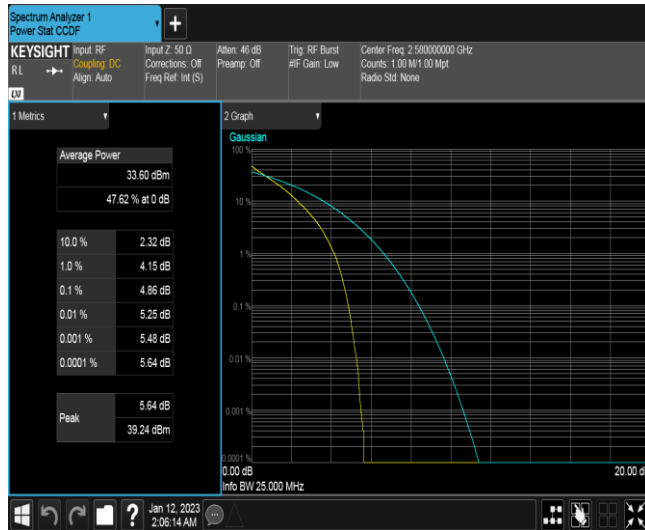 Spectrum Analyzer 1
Power Stat CCDF
+
KEYSIGHT
RL
LXI
Input: RF
Coupling: DC
Align: Auto
Input Z: 50 Ω
Corrections: Off
Freq Ref: Int (S)
Atten: 46 dB
Preamp: Off
Trig: RF Burst
#IF Gain: Low
Center Freq: 2.580000000 GHz
Counts: 1.00 M/1.00 Mpt
Radio Std: None
1 Metrics
Average Power
33.60 dBm
47.62 % at 0 dB
10.0 % 2.32 dB
1.0 % 4.15 dB
0.1 % 4.86 dB
0.01 % 5.25 dB
0.001 % 5.48 dB
0.0001 % 5.64 dB
Peak
5.64 dB
39.24 dBm
2 Graph
Gaussian
100 %
10 %
1 %
0.1 %
0.01 %
0.001 %
0.0001 %
0.00 dB
20.00 d
Info BW 25.000 MHz
?
Jan 12, 2023
2:06:14 AM